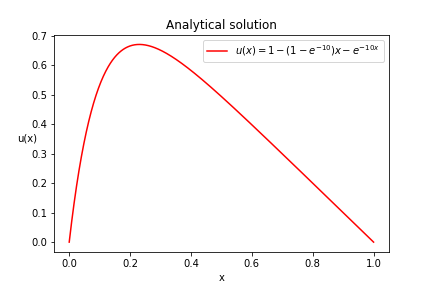 Analytical solution
u(x) = 1 − (1 − e⁻¹⁰)x − e⁻¹⁰ˣ
0.7
0.6
0.5
0.4
0.3
0.2
0.1
0.0
u(x)
0.0 0.2 0.4 0.6 0.8 1.0
x